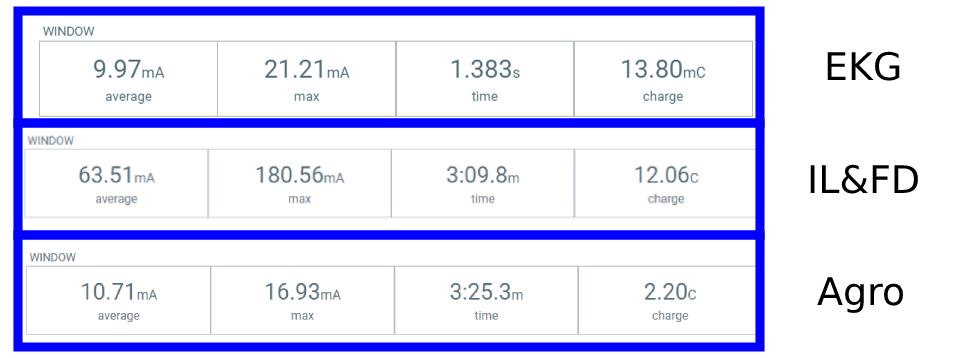 WINDOW
9.97mA 21.21mA 1.383s 13.80mC
average max time charge
EKG
WINDOW
63.51mA 180.56mA 3:09.8m 12.06C
average max time charge
IL&FD
WINDOW
10.71mA 16.93mA 3:25.3m 2.20C
average max time charge
Agro